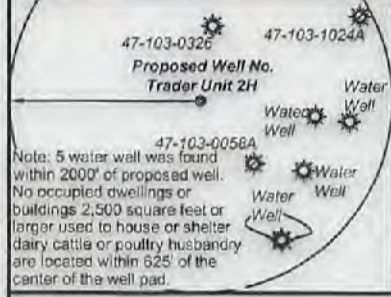 47-103-0326
47-103-1024A
Proposed Well No.
Trader Unit 2H
Water
Well
Water
Well
47-103-0056A
Note: 5 water wall was found
within 2000' of proposed well.
No occupied dwellings or
buildings 2,500 square feet or
larger used to house or shelter
dairy cattle or poultry husbandry
are located within 625' of the
center of the well pad.
Water
Well
Water
Well